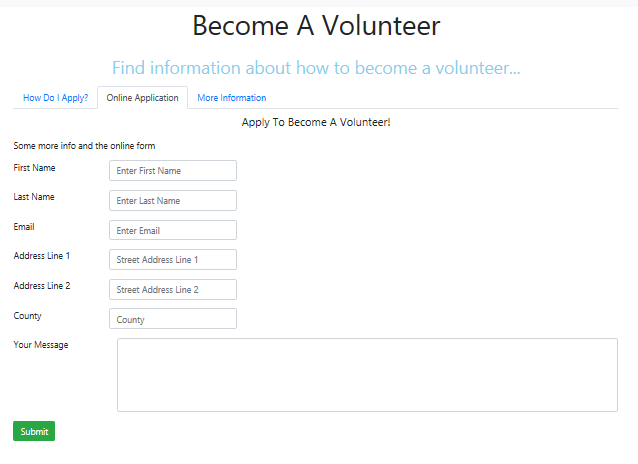 Become A Volunteer
Find information about how to become a volunteer...
How Do I Apply? Online Application More Information
Apply To Become A Volunteer!
Some more info and the online form
First Name Enter First Name
Last Name Enter Last Name
Email Enter Email
Address Line 1 Street Address Line 1
Address Line 2 Street Address Line 2
County County
Your Message
Submit